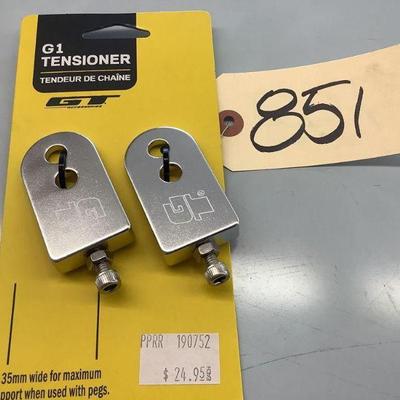 G1
TENSIONER
TENDEUR DE CHAÎNE
GT
851
PPRR 190752
$ 24.95
35mm wide for maximum
pport when used with pegs.